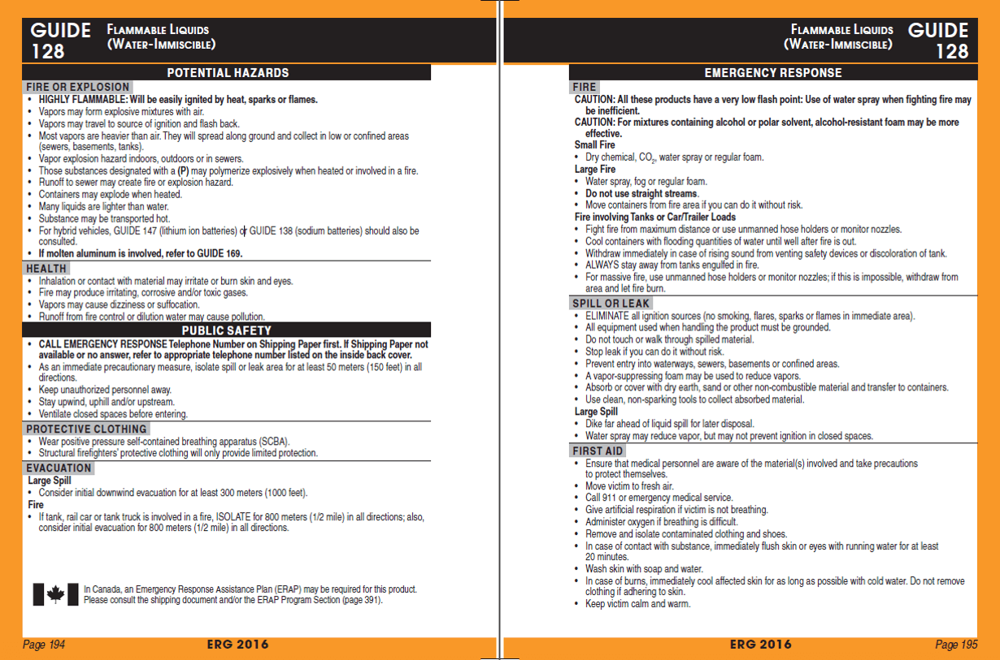 GUIDE
128
FLAMMABLE LIQUIDS
(WATER-IMMISCIBLE)
POTENTIAL HAZARDS
FIRE OR EXPLOSION
• HIGHLY FLAMMABLE: Will be easily ignited by heat, sparks or flames.
• Vapors may form explosive mixtures with air.
• Vapors may travel to source of ignition and flash back.
• Most vapors are heavier than air. They will spread along ground and collect in low or confined areas
(sewers, basements, tanks).
• Vapor explosion hazard indoors, outdoors or in sewers.
• Those substances designated with a (P) may polymerize explosively when heated or involved in a fire.
• Runoff to sewer may create fire or explosion hazard.
• Containers may explode when heated.
• Many liquids are lighter than water.
• Substance may be transported hot.
• For hybrid vehicles, GUIDE 147 (lithium ion batteries) or GUIDE 138 (sodium batteries) should also be
consulted.
• If molten aluminum is involved, refer to GUIDE 169.
HEALTH
• Inhalation or contact with material may irritate or burn skin and eyes.
• Fire may produce irritating, corrosive and/or toxic gases.
• Vapors may cause dizziness or suffocation.
• Runoff from fire control or dilution water may cause pollution.
PUBLIC SAFETY
• CALL EMERGENCY RESPONSE Telephone Number on Shipping Paper first. If Shipping Paper not
available or no answer, refer to appropriate telephone number listed on the inside back cover.
• As an immediate precautionary measure, isolate spill or leak area for at least 50 meters (150 feet) in all
directions.
• Keep unauthorized personnel away.
• Stay upwind, uphill and/or upstream.
• Ventilate closed spaces before entering.
PROTECTIVE CLOTHING
• Wear positive pressure self-contained breathing apparatus (SCBA).
• Structural firefighters' protective clothing will only provide limited protection.
EVACUATION
Large Spill
• Consider initial downwind evacuation for at least 300 meters (1000 feet).
Fire
• If tank, rail car or tank truck is involved in a fire, ISOLATE for 800 meters (1/2 mile) in all directions; also,
consider initial evacuation for 800 meters (1/2 mile) in all directions.
In Canada, an Emergency Response Assistance Plan (ERAP) may be required for this product.
Please consult the shipping document and/or the ERAP Program Section (page 391).
Page 194
ERG 2016
FLAMMABLE LIQUIDS
(WATER-IMMISCIBLE)
GUIDE
128
EMERGENCY RESPONSE
FIRE
CAUTION: All these products have a very low flash point: Use of water spray when fighting fire may
be inefficient.
CAUTION: For mixtures containing alcohol or polar solvent, alcohol-resistant foam may be more
effective.
Small Fire
• Dry chemical, CO2, water spray or regular foam.
Large Fire
• Water spray, fog or regular foam.
• Do not use straight streams.
• Move containers from fire area if you can do it without risk.
Fire involving Tanks or Car/Trailer Loads
• Fight fire from maximum distance or use unmanned hose holders or monitor nozzles.
• Cool containers with flooding quantities of water until well after fire is out.
• Withdraw immediately in case of rising sound from venting safety devices or discoloration of tank.
• ALWAYS stay away from tanks engulfed in fire.
• For massive fire, use unmanned hose holders or monitor nozzles; if this is impossible, withdraw from
area and let fire burn.
SPILL OR LEAK
• ELIMINATE all ignition sources (no smoking, flares, sparks or flames in immediate area).
• All equipment used when handling the product must be grounded.
• Do not touch or walk through spilled material.
• Stop leak if you can do it without risk.
• Prevent entry into waterways, sewers, basements or confined areas.
• A vapor-suppressing foam may be used to reduce vapors.
• Absorb or cover with dry earth, sand or other non-combustible material and transfer to containers.
• Use clean, non-sparking tools to collect absorbed material.
Large Spill
• Dike far ahead of liquid spill for later disposal.
• Water spray may reduce vapor, but may not prevent ignition in closed spaces.
FIRST AID
• Ensure that medical personnel are aware of the material(s) involved and take precautions
to protect themselves.
• Move victim to fresh air.
• Call 911 or emergency medical service.
• Give artificial respiration if victim is not breathing.
• Administer oxygen if breathing is difficult.
• Remove and isolate contaminated clothing and shoes.
• In case of contact with substance, immediately flush skin or eyes with running water for at least
20 minutes.
• Wash skin with soap and water.
• In case of burns, immediately cool affected skin for as long as possible with cold water. Do not remove
clothing if adhering to skin.
• Keep victim calm and warm.
ERG 2016
Page 195